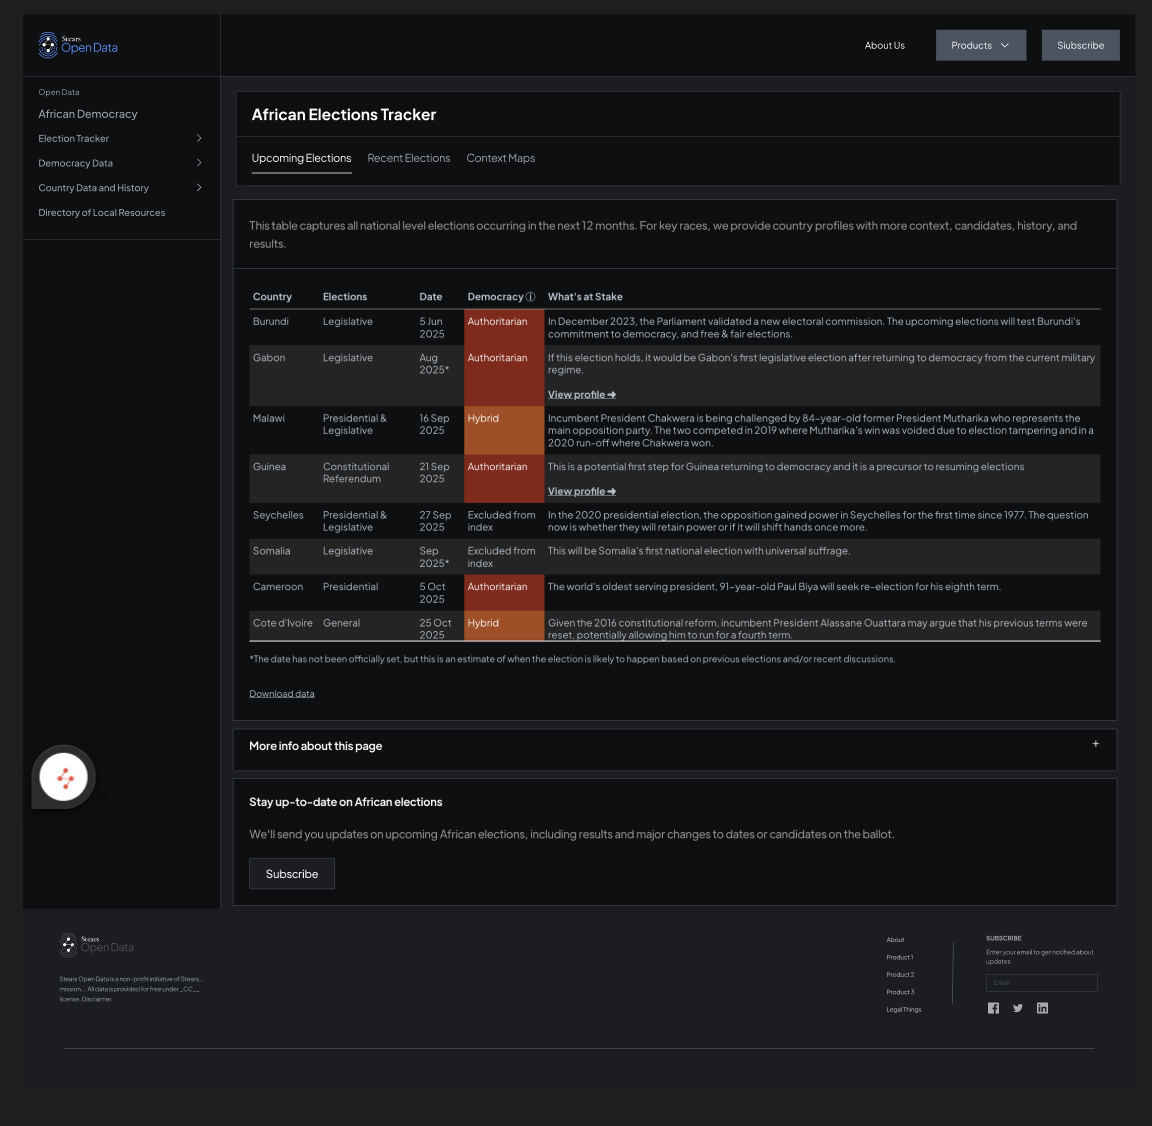 Stears
Open Data
About Us
Products
Siubscribe
Open Data
African Democracy
Election Tracker
Democracy Data
Country Data and History
Directory of Local Resources
African Elections Tracker
Upcoming Elections Recent Elections Context Maps
This table captures all national level elections occurring in the next 12 months. For key races, we provide country profiles with more context, candidates, history, and
results.
Country Elections Date Democracy ⓘ What's at Stake
Burundi Legislative 5 Jun Authoritarian In December 2023, the Parliament validated a new electoral commission. The upcoming elections will test Burundi's
2025 commitment to democracy, and free & fair elections.
Gabon Legislative Aug Authoritarian If this election holds, it would be Gabon's first legislative election after returning to democracy from the current military
2025* regime.
View profile ➜
Malawi Presidential & 16 Sep Hybrid Incumbent President Chakwera is being challenged by 84-year-old former President Mutharika who represents the
Legislative 2025 main opposition party. The two competed in 2019 where Mutharika's win was voided due to election tampering and in a
2020 run-off where Chakwera won.
Guinea Constitutional 21 Sep Authoritarian This is a potential first step for Guinea returning to democracy and it is a precursor to resuming elections
Referendum 2025
View profile ➜
Seychelles Presidential & 27 Sep Excluded from In the 2020 presidential election, the opposition gained power in Seychelles for the first time since 1977. The question
Legislative 2025 index now is whether they will retain power or if it will shift hands once more.
Somalia Legislative Sep Excluded from This will be Somalia's first national election with universal suffrage.
2025* index
Cameroon Presidential 5 Oct Authoritarian The world's oldest serving president, 91-year-old Paul Biya will seek re-election for his eighth term.
2025
Cote d'Ivoire General 25 Oct Hybrid Given the 2016 constitutional reform, incumbent President Alassane Ouattara may argue that his previous terms were
2025 reset, potentially allowing him to run for a fourth term.
*The date has not been officially set, but this is an estimate of when the election is likely to happen based on previous elections and/or recent discussions.
Download data
More info about this page +
Stay up-to-date on African elections
We'll send you updates on upcoming African elections, including results and major changes to dates or candidates on the ballot.
Subscribe
Stears
Open Data
Stears Open Data is a non-profit initiative of Stears...
mission.... All data is provided for free under _CC__
license. Disclaimer.
About
Product 1
Product 2
Product 3
Legal Things
SUBSCRIBE
Enter your email to get notified about
updates
Email